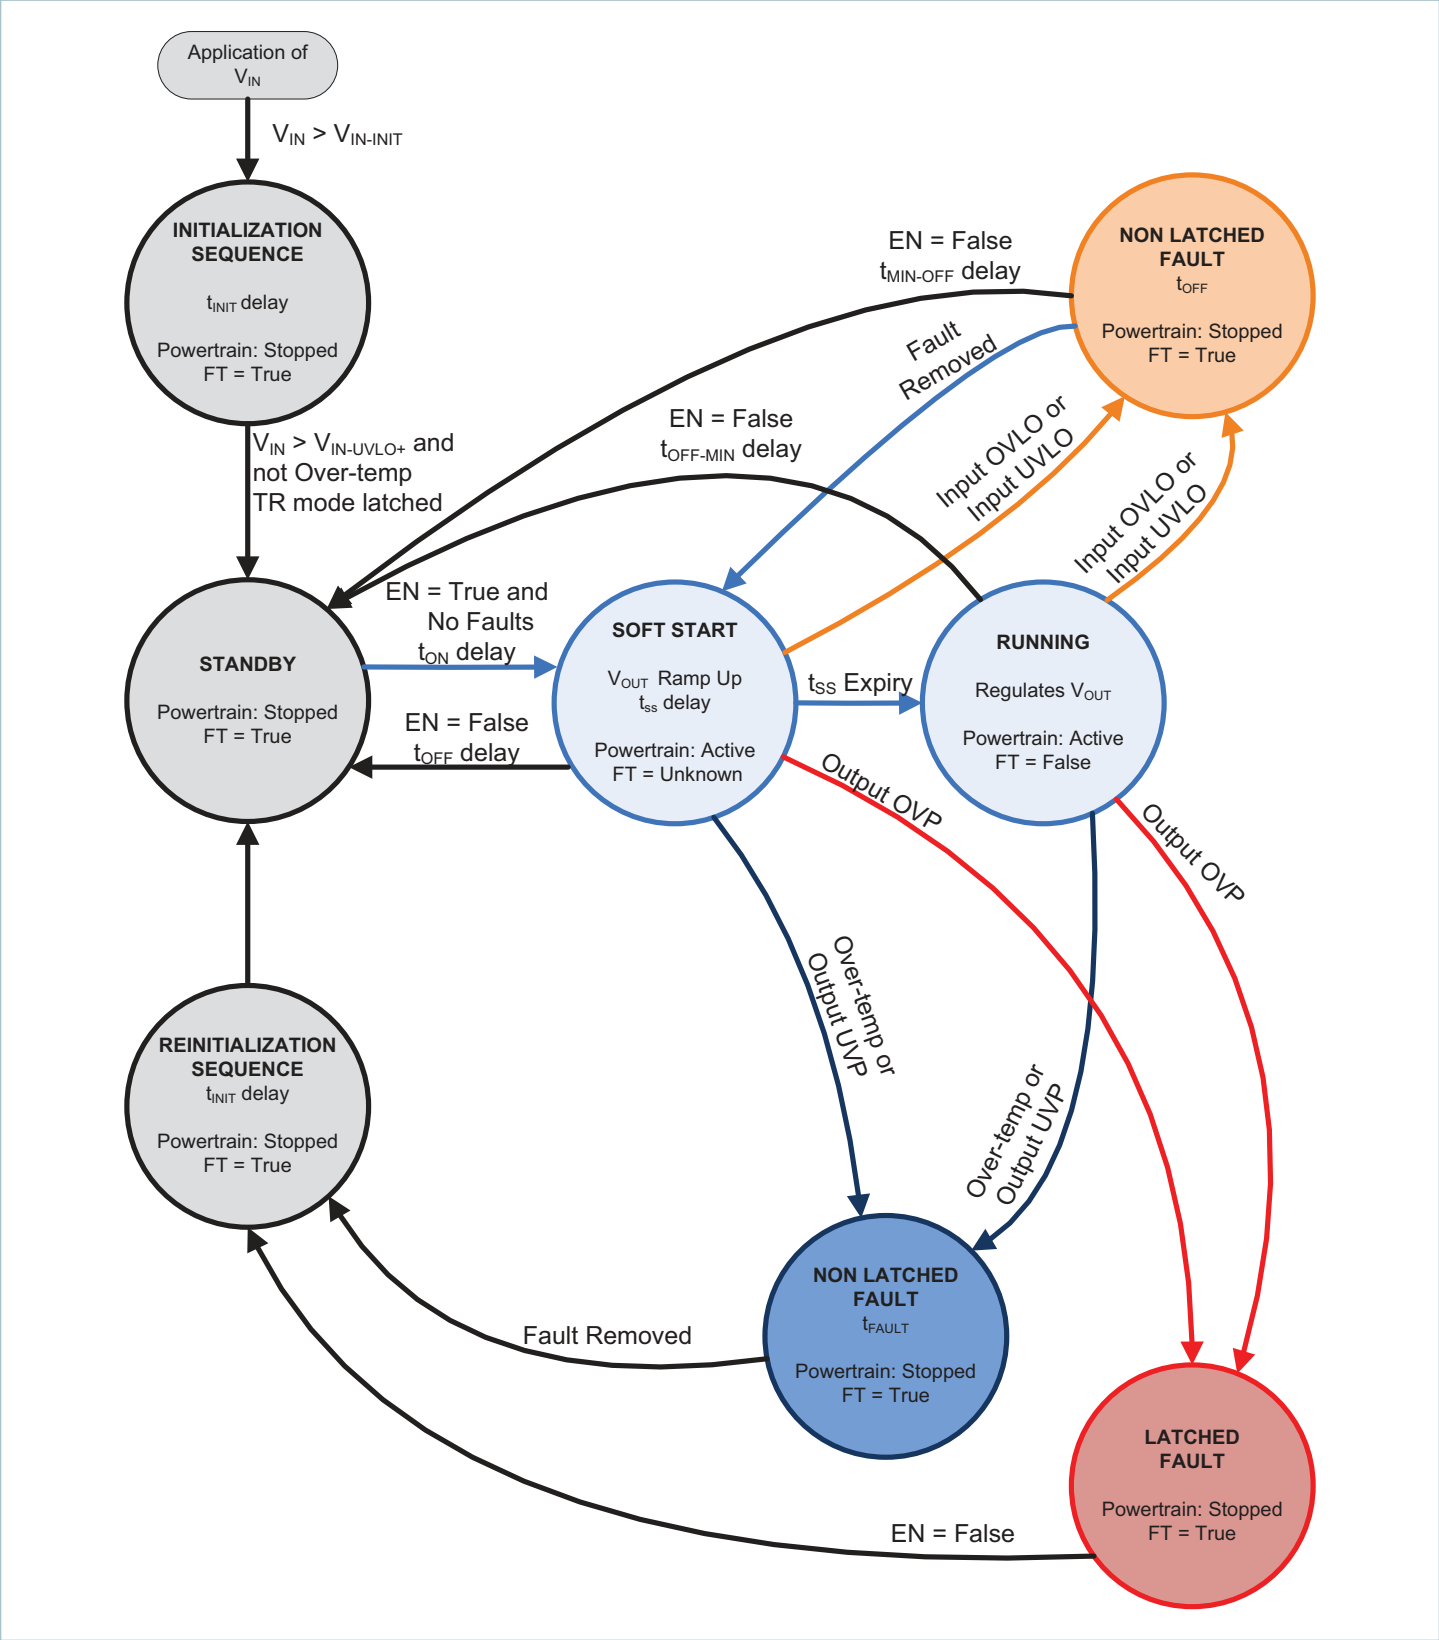 Application of
VIN
VIN > VIN-INIT
INITIALIZATION
SEQUENCE
tINIT delay
Powertrain: Stopped
FT = True
VIN > VIN-UVLO+ and
not Over-temp
TR mode latched
NON LATCHED
FAULT
tOFF
Powertrain: Stopped
FT = True
EN = False
tMIN-OFF delay
Fault
Removed
EN = False
tOFF-MIN delay
Input OVLO or
Input UVLO
Input OVLO or
Input UVLO
STANDBY
Powertrain: Stopped
FT = True
EN = True and
No Faults
tON delay
EN = False
tOFF delay
SOFT START
VOUT Ramp Up
tss delay
Powertrain: Active
FT = Unknown
tSS Expiry
RUNNING
Regulates VOUT
Powertrain: Active
FT = False
Output OVP
Output OVP
Over-temp or
Output UVP
Over-temp or
Output UVP
REINITIALIZATION
SEQUENCE
tINIT delay
Powertrain: Stopped
FT = True
NON LATCHED
FAULT
tFAULT
Powertrain: Stopped
FT = True
Fault Removed
LATCHED
FAULT
Powertrain: Stopped
FT = True
EN = False